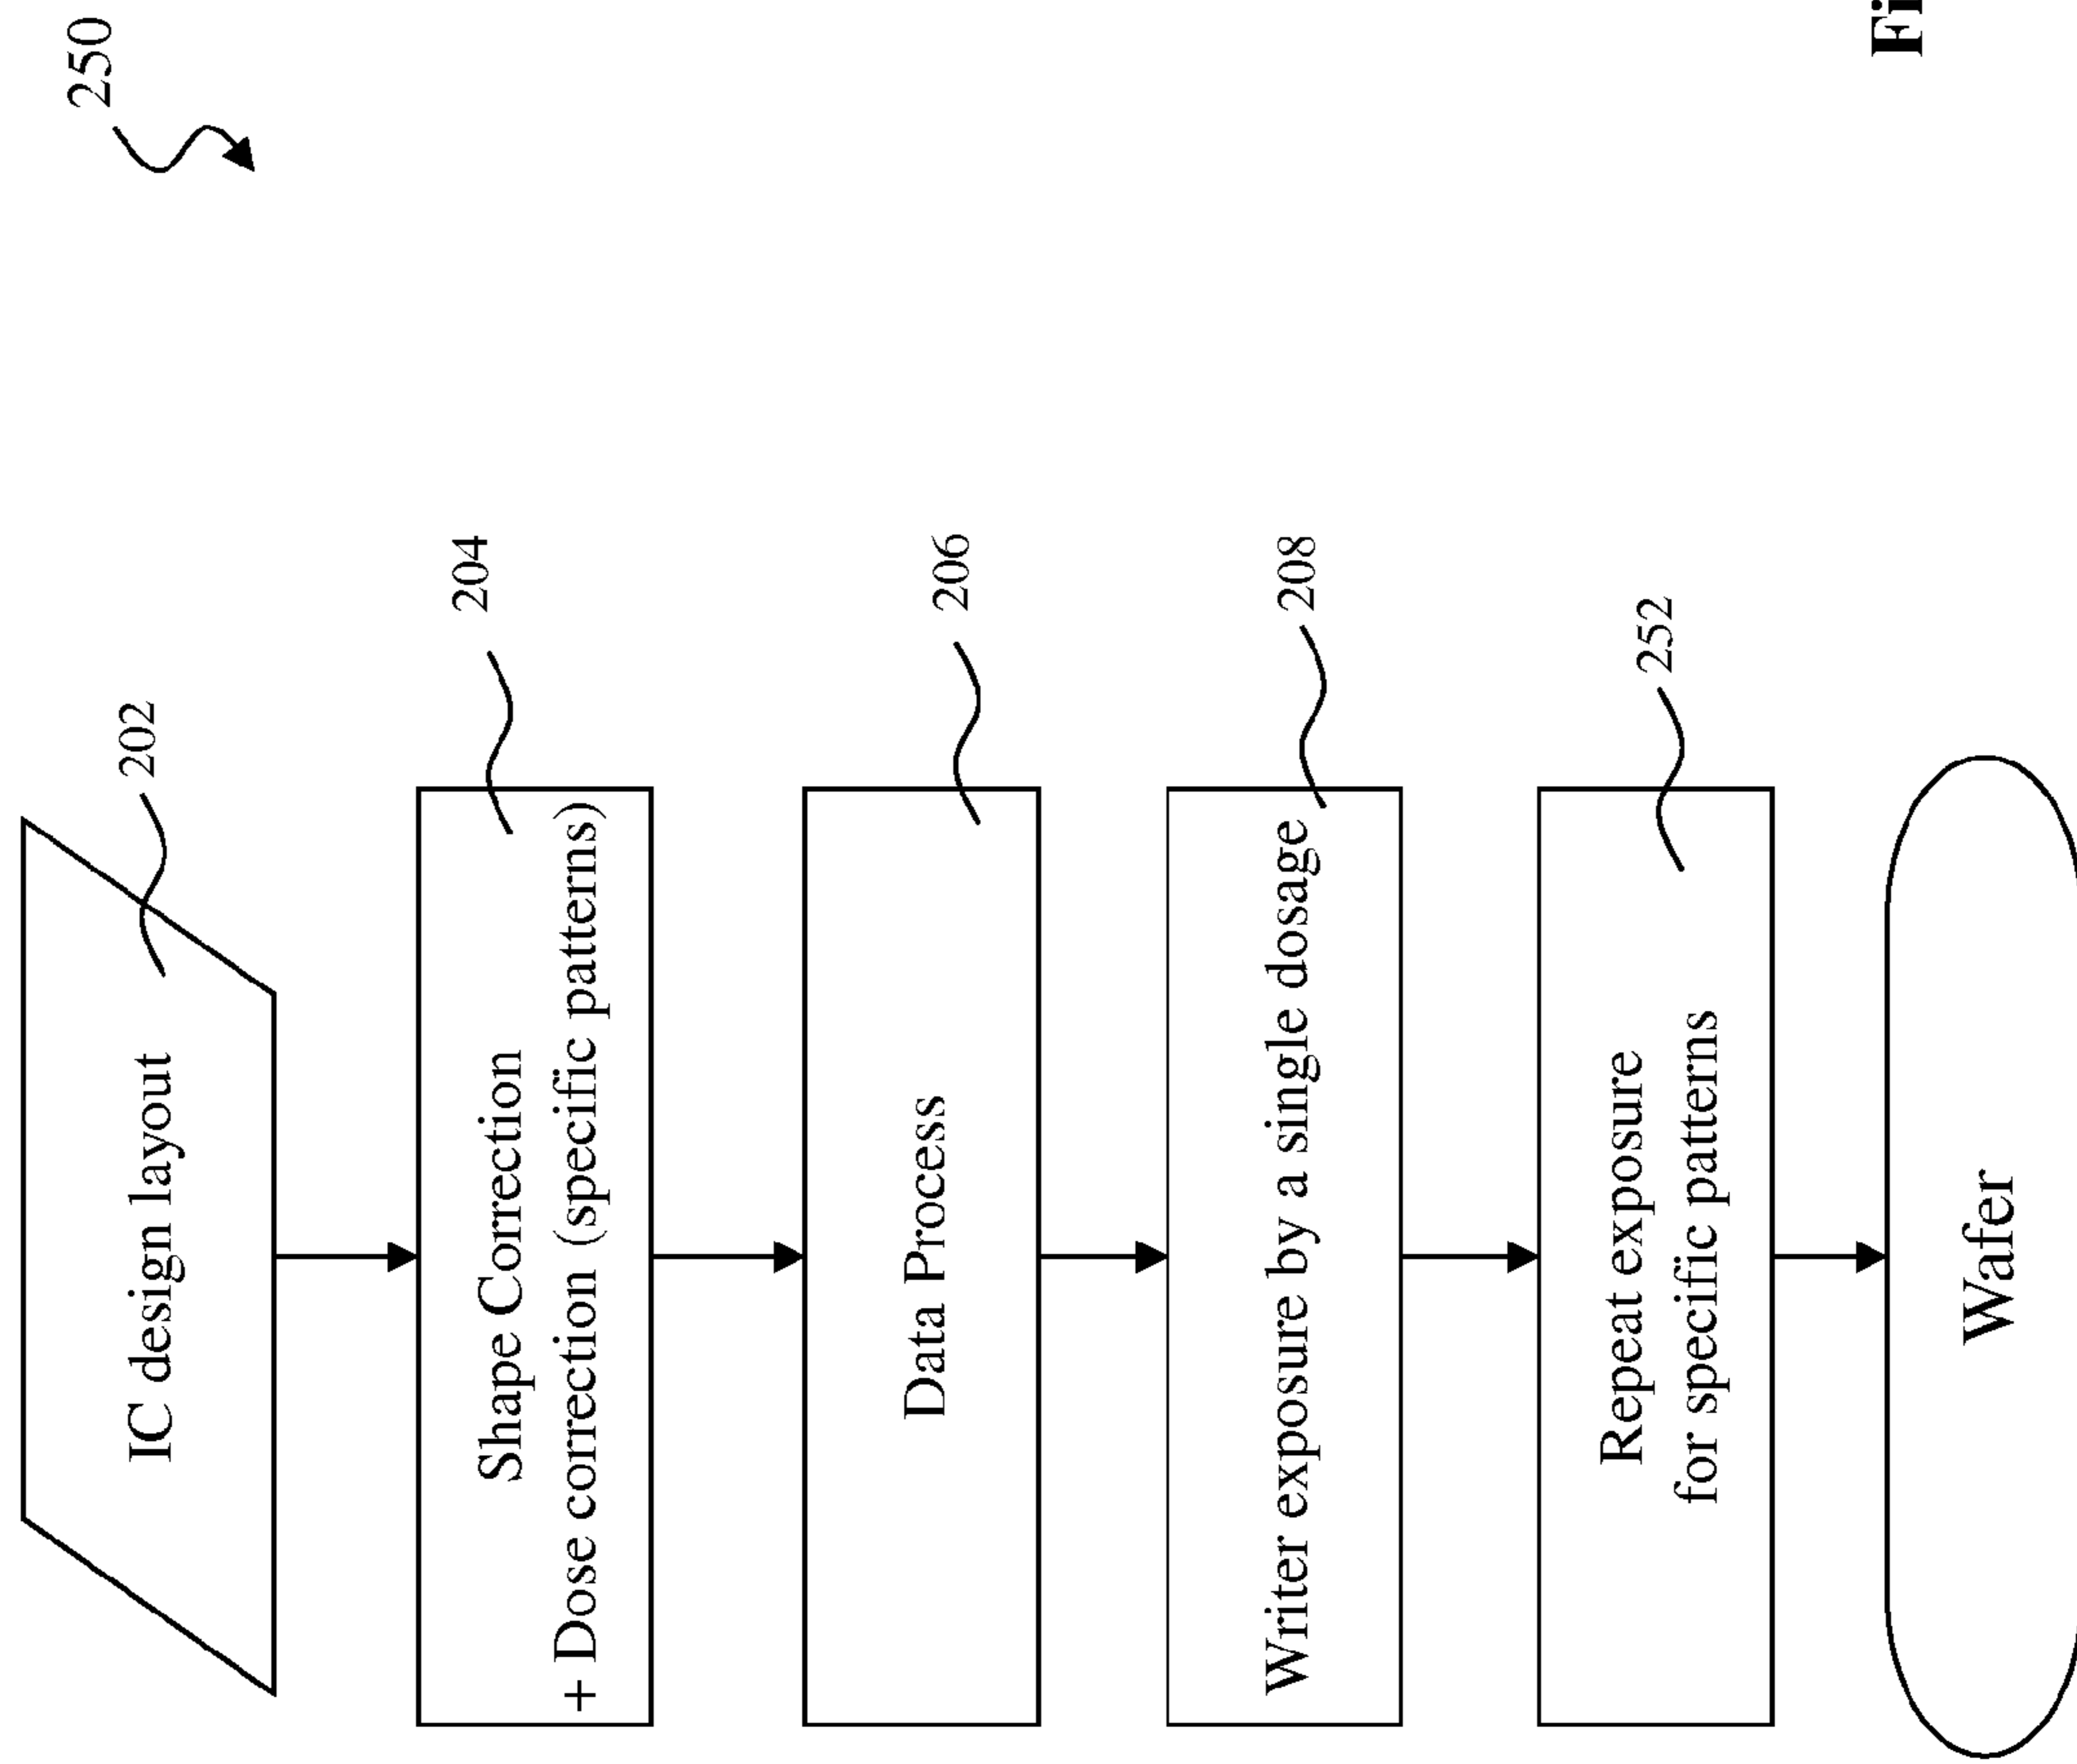 250
IC design layout
202
Shape Correction
+ Dose correction (specific patterns)
204
Data Process
206
Writer exposure by a single dosage
208
Repeat exposure
for specific patterns
252
Wafer
Fi